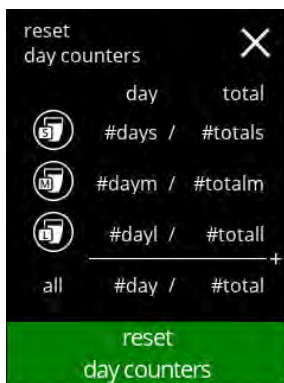 reset
day counters
day total
S #days / #totals
M #daym / #totalm
L #dayl / #totall
+
all #day / #total
reset
day counters